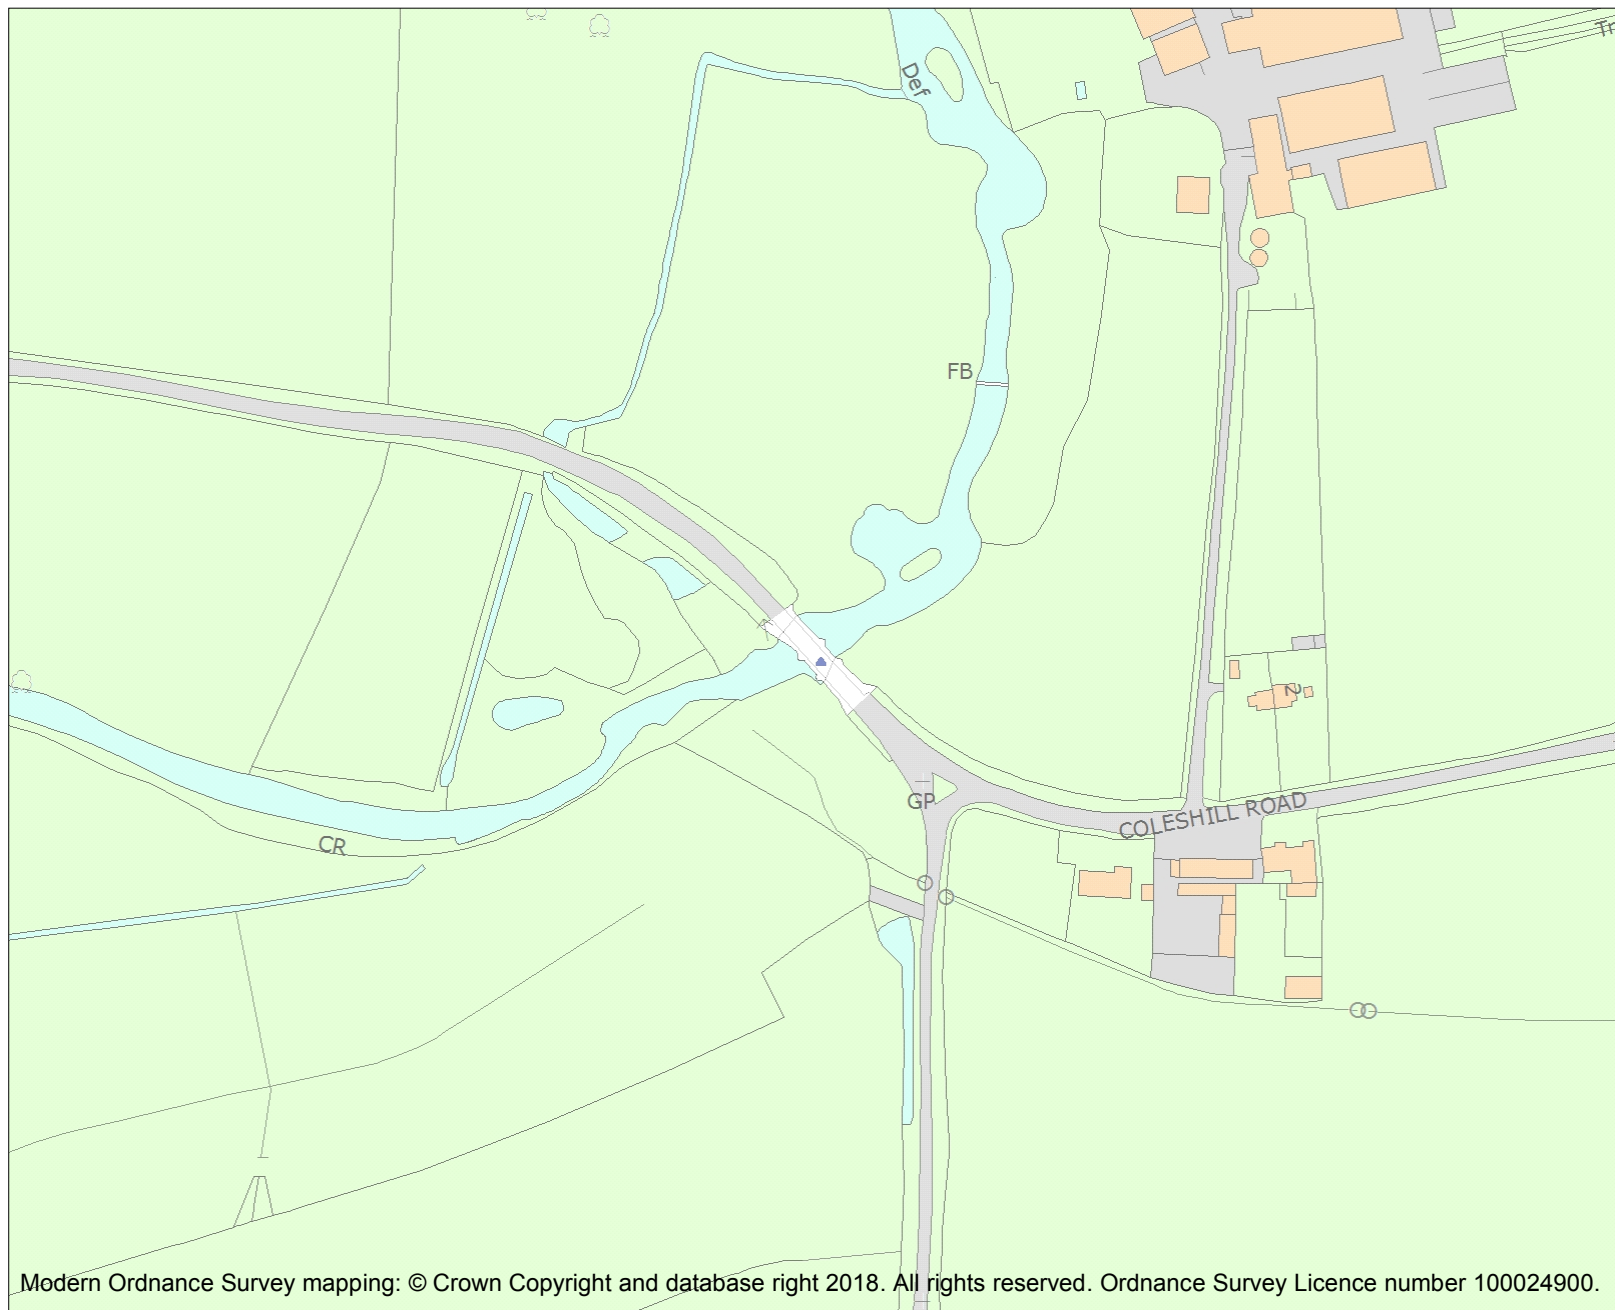 Def
FB
2
GP
COLESHILL ROAD
CR
Modern Ordnance Survey mapping: © Crown Copyright and database right 2018. All rights reserved. Ordnance Survey Licence number 100024900.